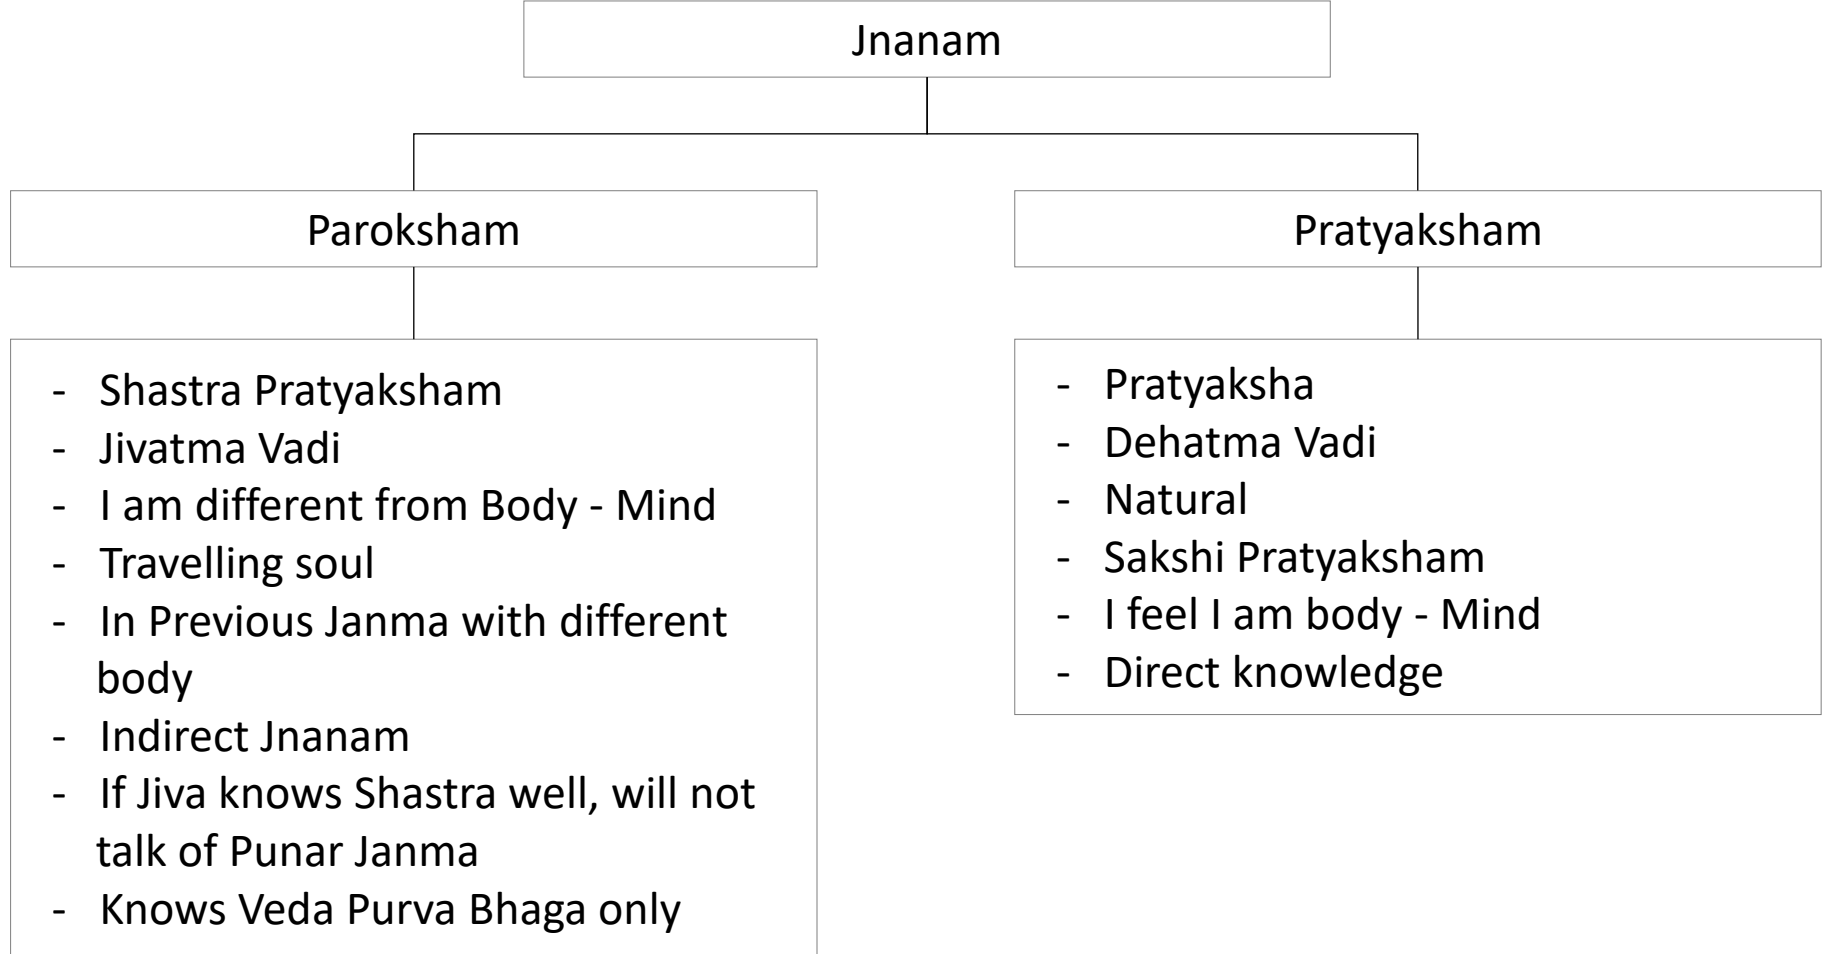 Jnanam
Paroksham
Pratyaksham
- Shastra Pratyaksham
- Jivatma Vadi
- I am different from Body - Mind
- Travelling soul
- In Previous Janma with different
body
- Indirect Jnanam
- If Jiva knows Shastra well, will not
talk of Punar Janma
- Knows Veda Purva Bhaga only
- Pratyaksha
- Dehatma Vadi
- Natural
- Sakshi Pratyaksham
- I feel I am body - Mind
- Direct knowledge